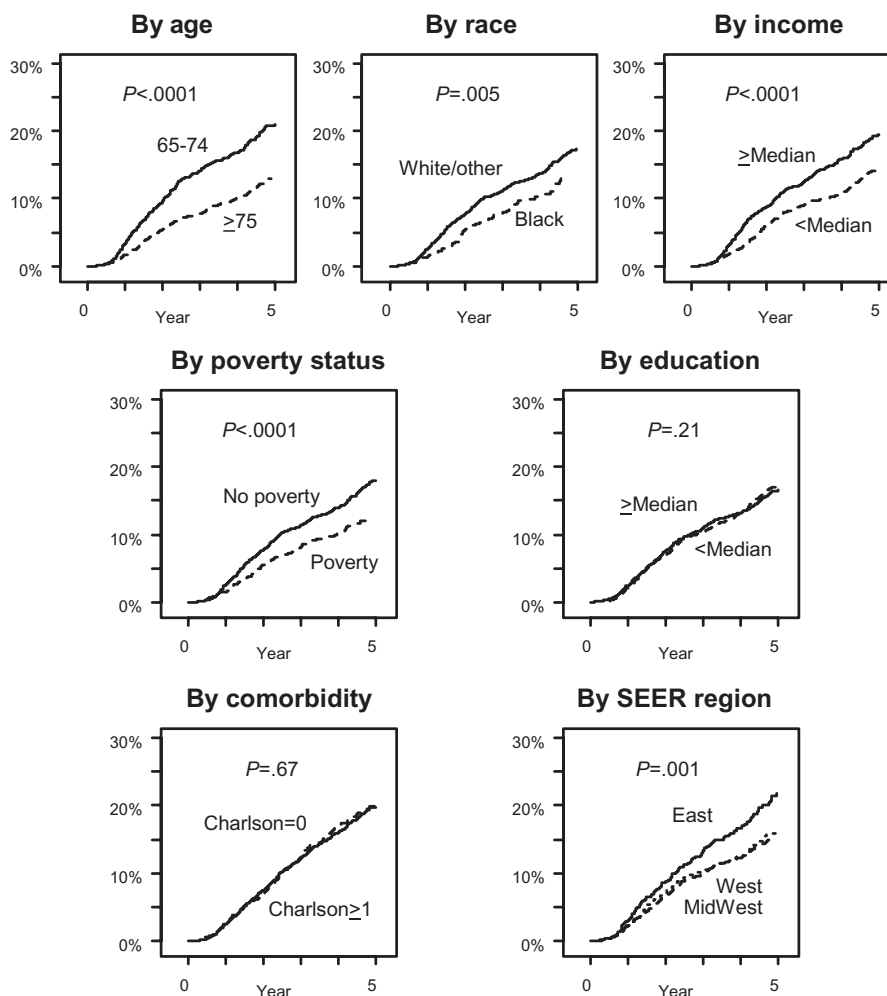 By age
30%
20%
10%
0%
P<.0001
65-74
≥75
0
5
Year
By race
30%
20%
10%
0%
P=.005
White/other
Black
0
5
Year
By income
30%
20%
10%
0%
P<.0001
≥Median
<Median
0
5
Year
By poverty status
30%
20%
10%
0%
P<.0001
No poverty
Poverty
0
5
Year
By education
30%
20%
10%
0%
P=.21
≥Median
<Median
0
5
Year
By comorbidity
30%
20%
10%
0%
P=.67
Charlson=0
Charlson≥1
0
5
Year
By SEER region
30%
20%
10%
0%
P=.001
East
West
MidWest
0
5
Year